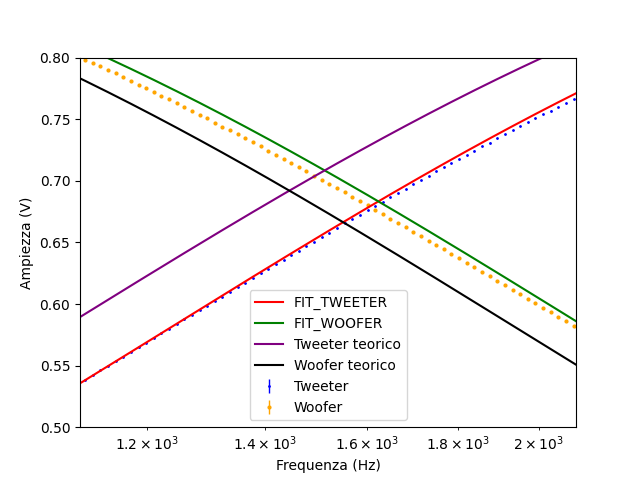 0.80
0.75
0.70
0.65
0.60
0.55
0.50
Ampiezza (V)
FIT_TWEETER
FIT_WOOFER
Tweeter teorico
Woofer teorico
Tweeter
Woofer
1.2 × 10³ 1.4 × 10³ 1.6 × 10³ 1.8 × 10³ 2 × 10³
Frequenza (Hz)